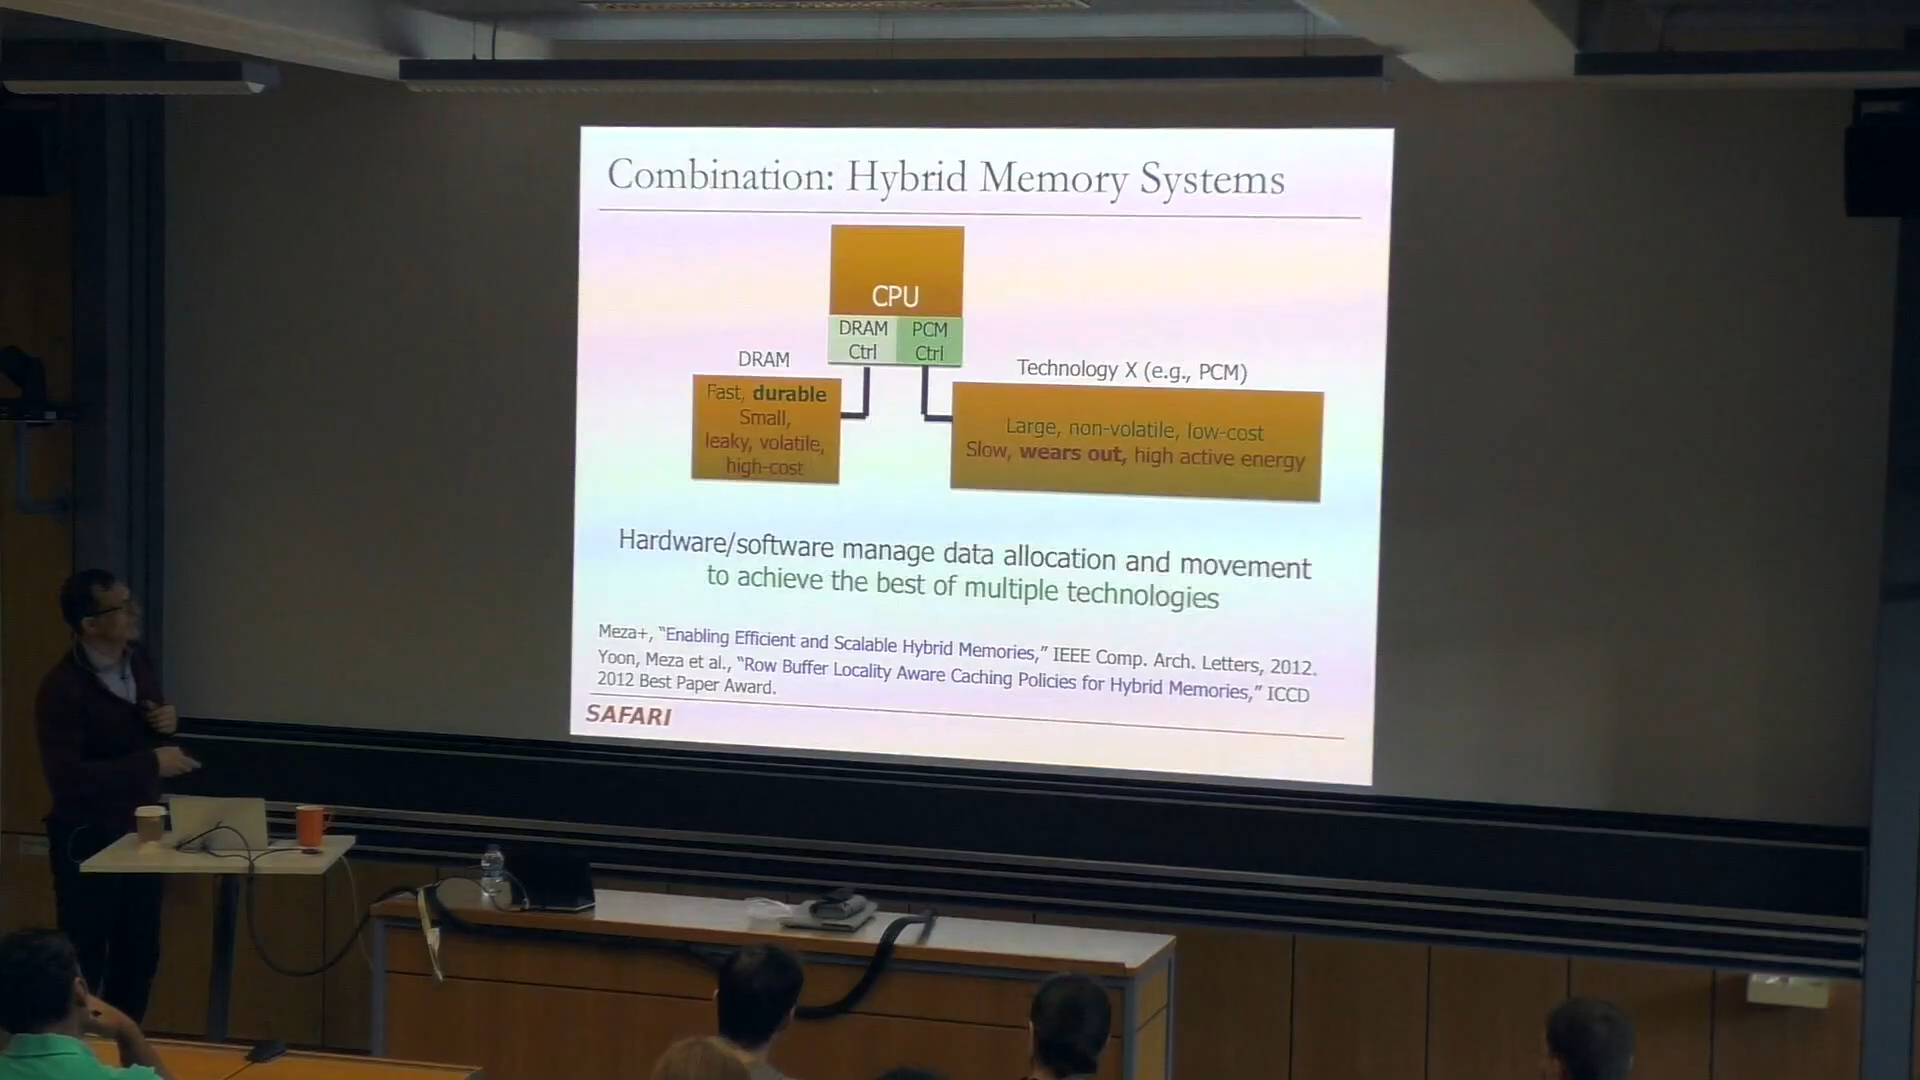 Combination: Hybrid Memory Systems
CPU
DRAM
Ctrl
PCM
Ctrl
DRAM
Fast, durable
Small,
leaky, volatile,
high-cost
Technology X (e.g., PCM)
Large, non-volatile, low-cost
Slow, wears out, high active energy
Hardware/software manage data allocation and movement
to achieve the best of multiple technologies
Meza+, “Enabling Efficient and Scalable Hybrid Memories,” IEEE Comp. Arch. Letters, 2012.
Yoon, Meza et al., “Row Buffer Locality Aware Caching Policies for Hybrid Memories,” ICCD
2012 Best Paper Award.
SAFARI